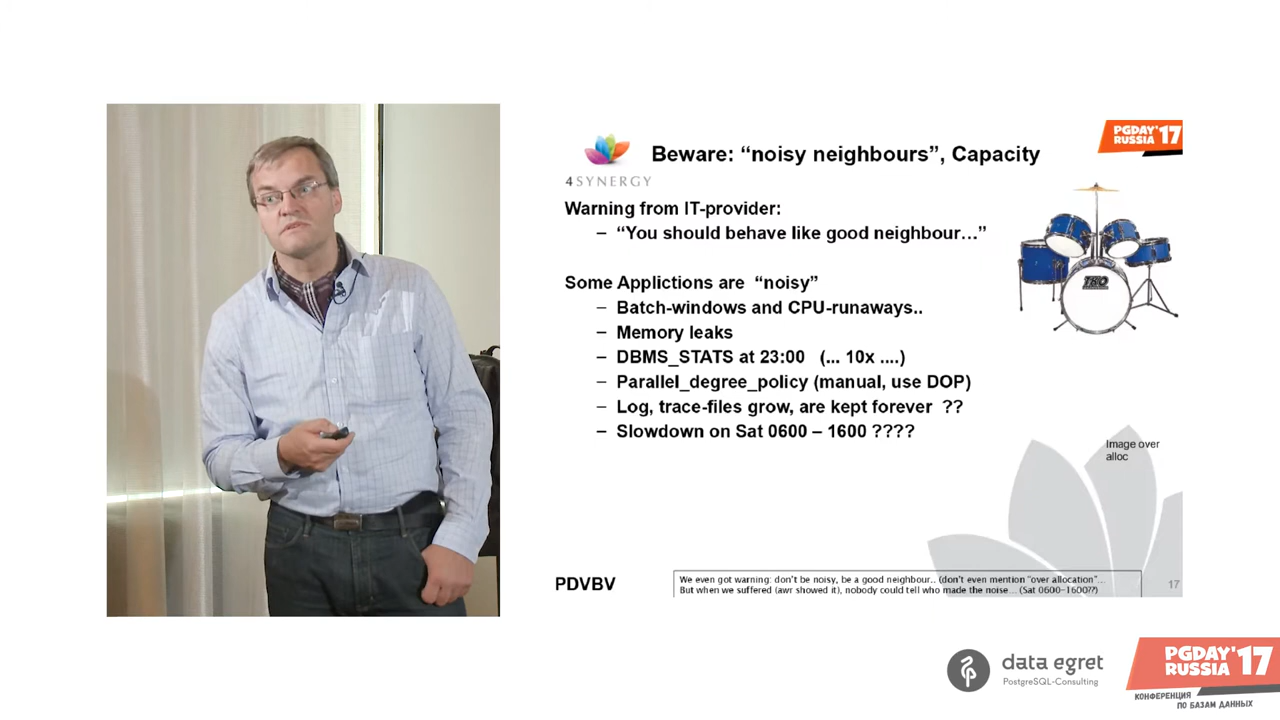 PGDAY'17
RUSSIA
Beware: “noisy neighbours”, Capacity
4SYNERGY
Warning from IT-provider:
– “You should behave like good neighbour…”
Some Applictions are “noisy”
– Batch-windows and CPU-runaways..
– Memory leaks
– DBMS_STATS at 23:00 (... 10x ....)
– Parallel_degree_policy (manual, use DOP)
– Log, trace-files grow, are kept forever ??
– Slowdown on Sat 0600 – 1600 ????
Image over
alloc
PDVBV
We even got warning: don't be noisy, be a good neighbour.. (don't even mention "over allocation"...
But when we suffered (awr showed it), nobody could tell who made the noise... (Sat 0600-1600??)
17
data egret
PostgreSQL-Consulting
PGDAY'17
RUSSIA
КОНФЕРЕНЦИЯ
ПО БАЗАМ ДАННЫХ